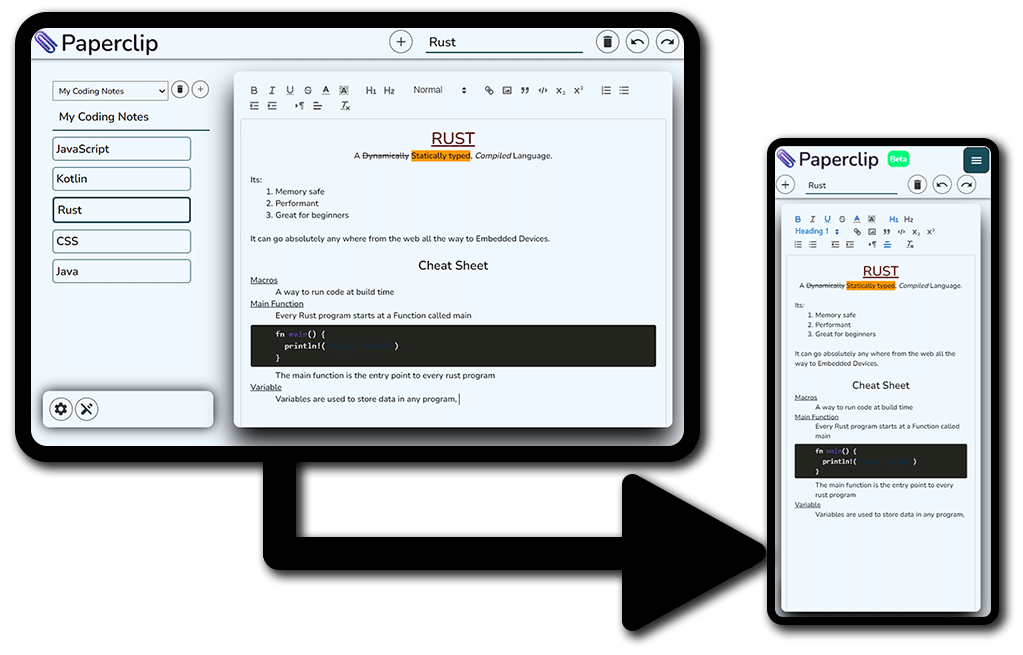 Paperclip
Rust
My Coding Notes
My Coding Notes
JavaScript
Kotlin
Rust
CSS
Java
B I U S A A H1 H2 Normal X2 X2
Tx
RUST
A Dynamically Statically typed, Compiled Language.
Its:
1. Memory safe
2. Performant
3. Great for beginners
It can go absolutely any where from the web all the way to Embedded Devices.
Cheat Sheet
Macros
A way to run code at build time
Main Function
Every Rust program starts at a Function called main
fn main() {
println!( )
}
The main function is the entry point to every rust program
Variable
Variables are used to store data in any program,
Paperclip Beta
Rust
B I U S A A H1 H2
Heading 1 X2 X2
Tx
RUST
A Dynamically Statically typed, Compiled Language.
Its:
1. Memory safe
2. Performant
3. Great for beginners
It can go absolutely any where from the web all the
way to Embedded Devices.
Cheat Sheet
Macros
A way to run code at build time
Main Function
Every Rust program starts at a Function called
main
fn main() {
println!( )
}
The main function is the entry point to every
rust program
Variable
Variables are used to store data in any program,